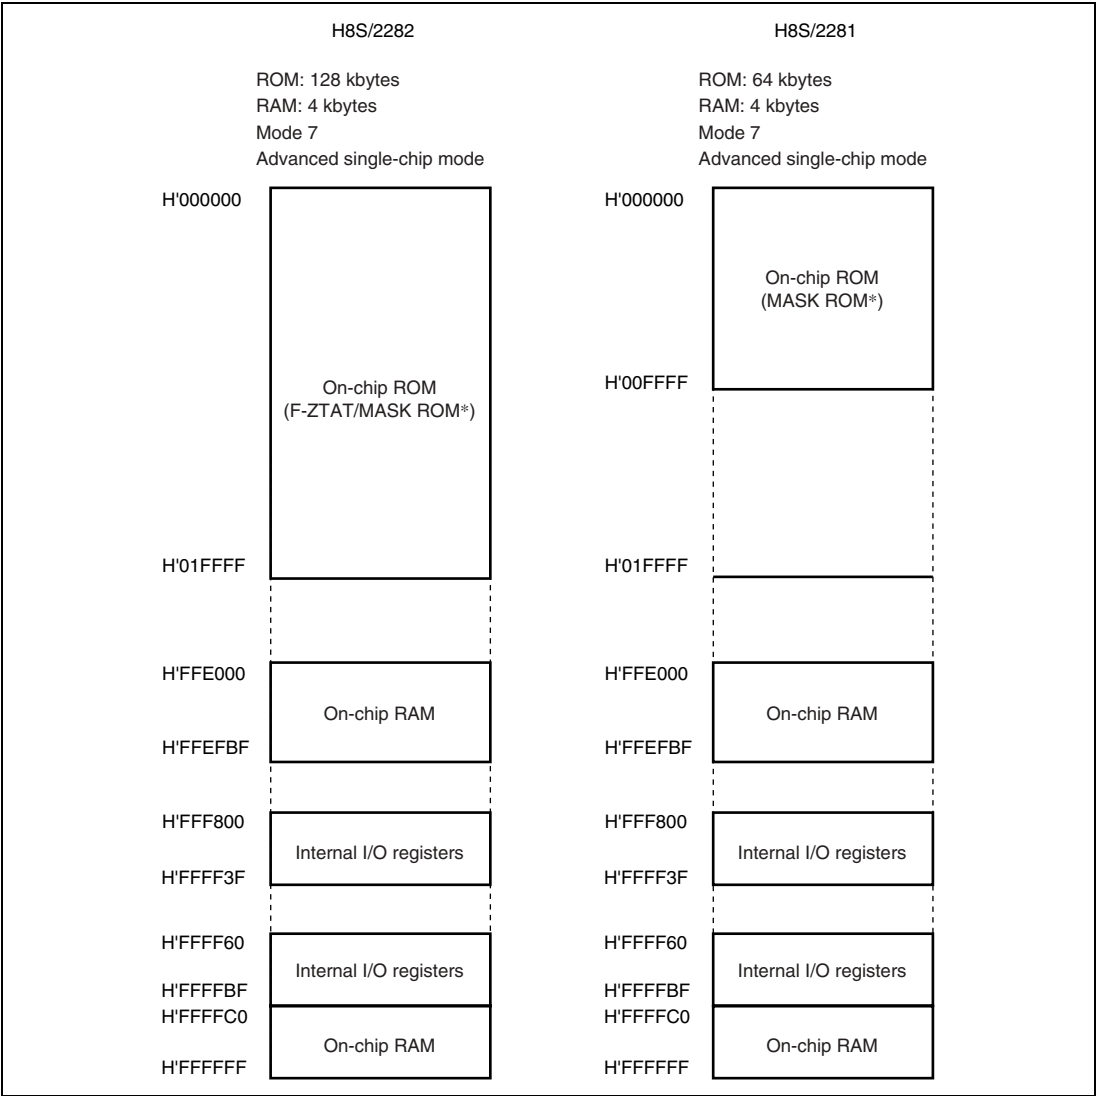 H8S/2282
ROM: 128 kbytes
RAM: 4 kbytes
Mode 7
Advanced single-chip mode
H'000000
On-chip ROM
(F-ZTAT/MASK ROM*)
H'01FFFF
H'FFE000
On-chip RAM
H'FFEFBF
H'FFF800
Internal I/O registers
H'FFFF3F
H'FFFF60
Internal I/O registers
H'FFFFBF
H'FFFFC0
On-chip RAM
H'FFFFFF
H8S/2281
ROM: 64 kbytes
RAM: 4 kbytes
Mode 7
Advanced single-chip mode
H'000000
On-chip ROM
(MASK ROM*)
H'00FFFF
H'01FFFF
H'FFE000
On-chip RAM
H'FFEFBF
H'FFF800
Internal I/O registers
H'FFFF3F
H'FFFF60
Internal I/O registers
H'FFFFBF
H'FFFFC0
On-chip RAM
H'FFFFFF